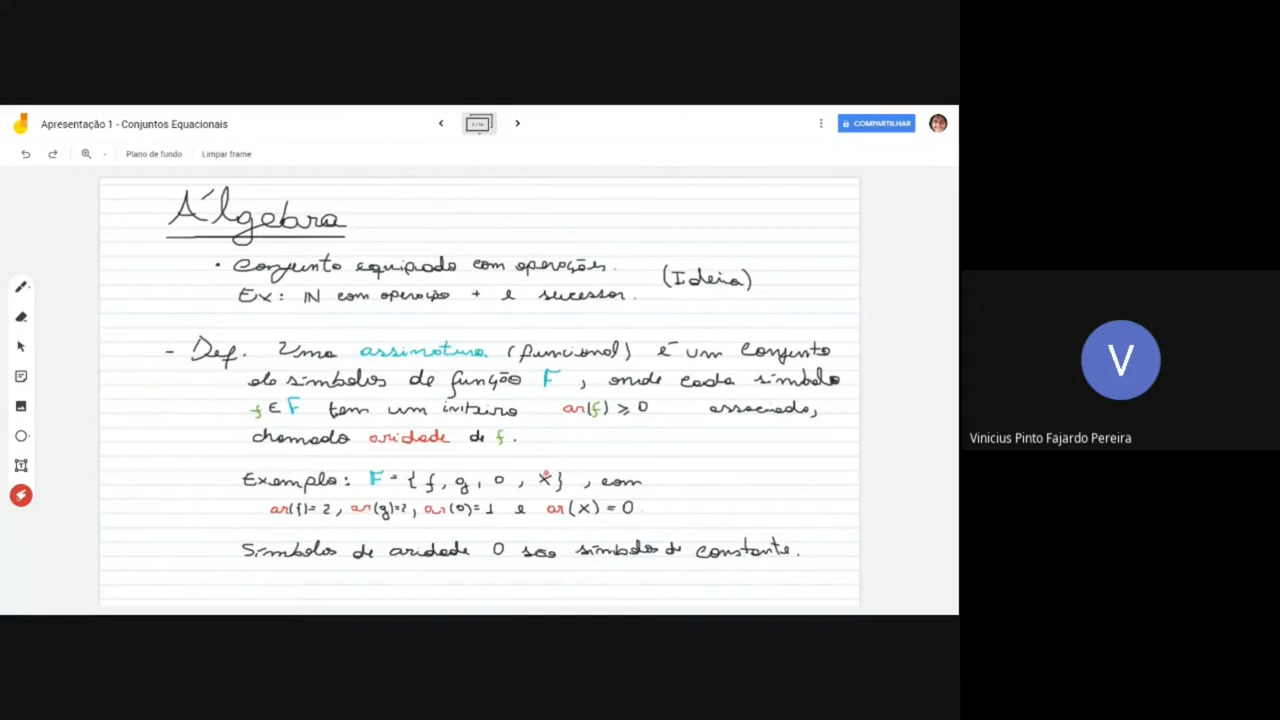 Apresentação 1 - Conjuntos Equacionais
COMPARTILHAR
Plano de fundo
Limpar frame
Álgebra
• Conjunto equipado com operações. (Ideia)
Ex: ℕ com operação + e sucessor.
- Def. Uma assinatura (funcional) é um conjunto
de símbolos de função F, onde cada símbolo
f ∈ F tem um inteiro ar(f) ⩾ 0 associado,
chamado aridade de f.
Exemplo: F = {f, g, o, x}, com
ar(f)=2, ar(g)=2, ar(o)=1 e ar(x)=0.
Símbolos de aridade 0 são símbolos de constante.
V
Vinicius Pinto Fajardo Pereira